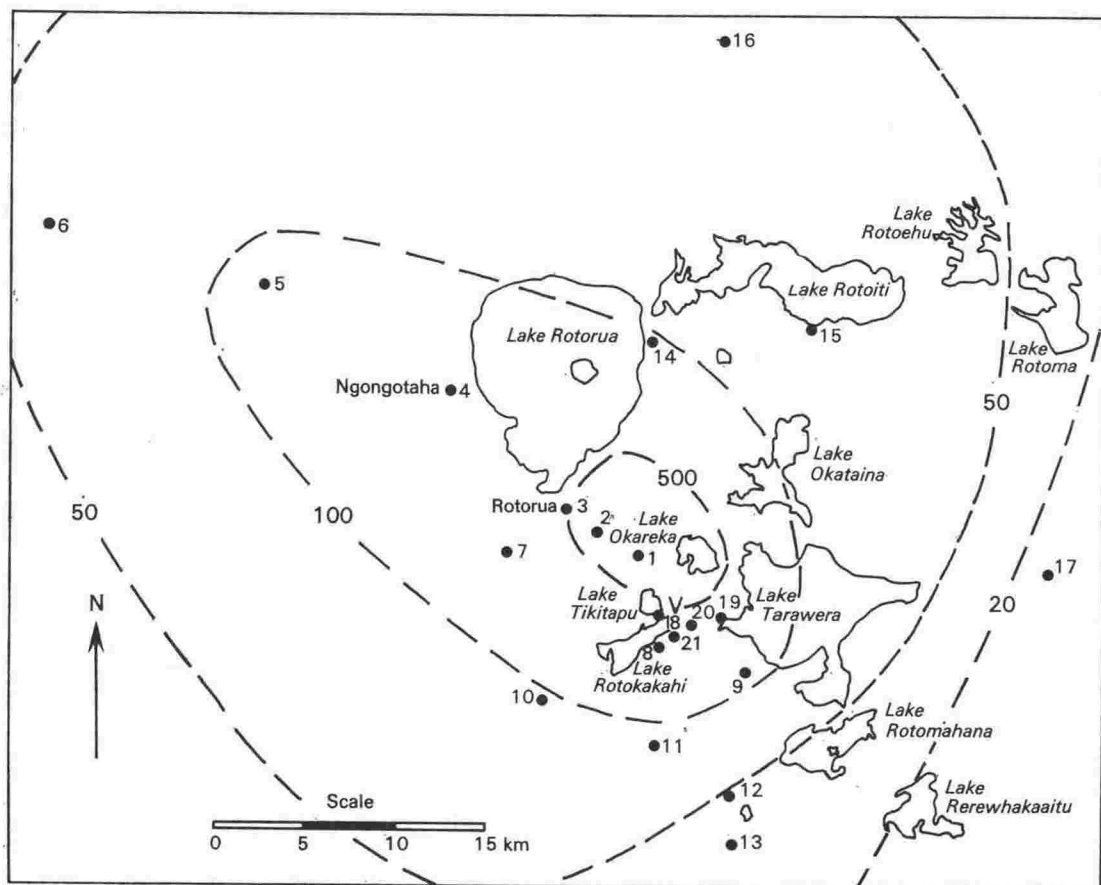 16
6
Lake
Rotoehu
5
Lake Rotoiti
Lake Rotorua
15
14
Lake
Rotoma
Ngongotaha
4
50
Lake
Okataina
500
Rotorua
3
2
Lake
Okareka
50
100
7
1
17
Lake
Tikitapu
V
19
Lake
Tarawera
20
20
18
21
8
Lake
Rotokakahi
N
9
10
Lake
Rotomahana
11
12
Lake
Rerewhakaaitu
Scale
13
0 5 10 15 km